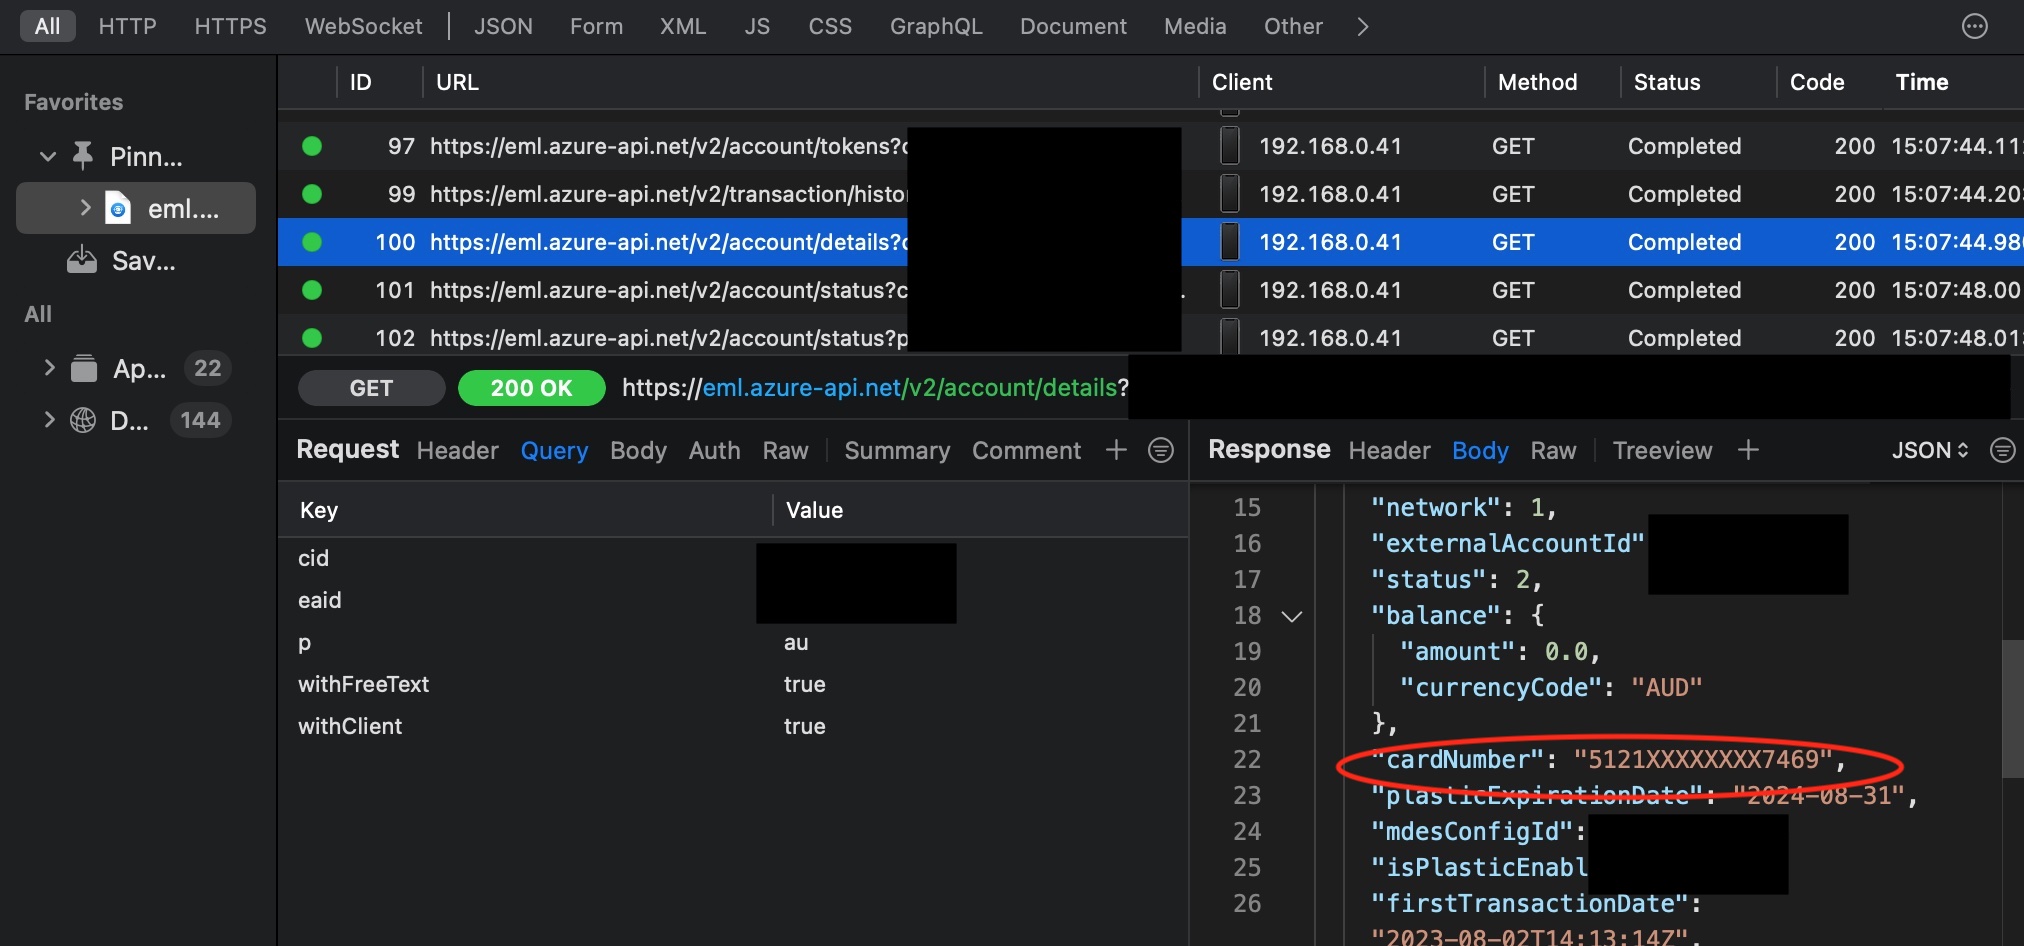 All HTTP HTTPS WebSocket JSON Form XML JS CSS GraphQL Document Media Other
Favorites
Pinn...
eml....
Sav...
All
Ap... 22
D... 144
ID URL Client Method Status Code Time
97 https://eml.azure-api.net/v2/account/tokens? 192.168.0.41 GET Completed 200 15:07:44.11
99 https://eml.azure-api.net/v2/transaction/histo 192.168.0.41 GET Completed 200 15:07:44.20
100 https://eml.azure-api.net/v2/account/details? 192.168.0.41 GET Completed 200 15:07:44.98
101 https://eml.azure-api.net/v2/account/status?c . 192.168.0.41 GET Completed 200 15:07:48.00
102 https://eml.azure-api.net/v2/account/status?p 192.168.0.41 GET Completed 200 15:07:48.01
GET 200 OK https://eml.azure-api.net/v2/account/details?
Request Header Query Body Auth Raw Summary Comment +
Key Value
cid
eaid
p au
withFreeText true
withClient true
Response Header Body Raw Treeview + JSON
15 "network": 1,
16 "externalAccountId"
17 "status": 2,
18 "balance": {
19 "amount": 0.0,
20 "currencyCode": "AUD"
21 },
22 "cardNumber": "5121XXXXXXXX7469",
23 "plasticExpirationDate": "2024-08-31",
24 "mdesConfigId":
25 "isPlasticEnabl
26 "firstTransactionDate":
"2023-08-02T14:13:14Z",